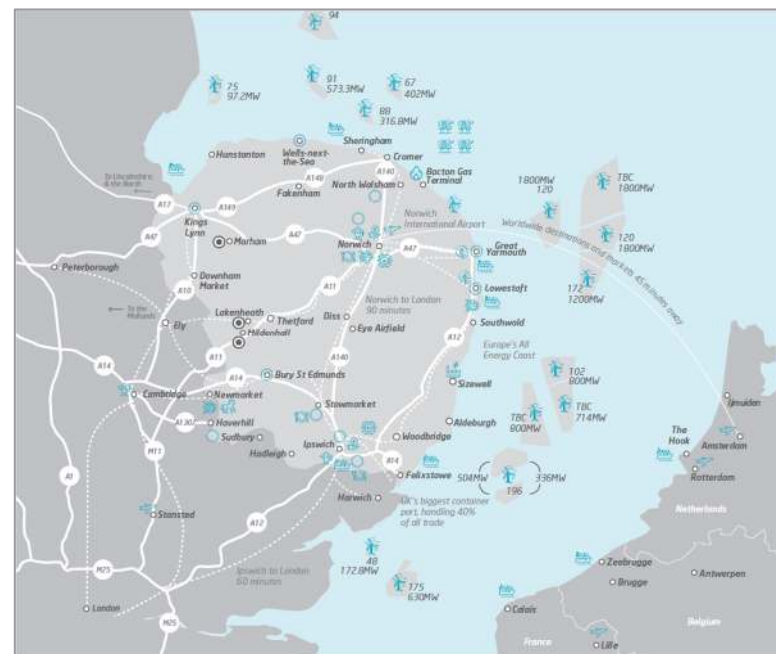 94
75
97.2MW
91
573.3MW
67
402MW
88
316.8MW
Sheringham
Hunstanton
Wells-next-
the-Sea
Cromer
To Lincolnshire
& the North
A148
A140
North Walsham
Bacton Gas
Terminal
Fakenham
1800MW
120
TBC
1800MW
A17
A149
Kings
Lynn
A47
Marham
A47
Norwich
International Airport
Norwich
A47
Great
Yarmouth
Worldwide destinations and markets 45 minutes away
120
1800MW
Peterborough
Downham
Market
A10
A11
172
1200MW
Lowestoft
Norwich to London
90 minutes
To the
Midlands
Lakenheath
Thetford
Diss
Eye Airfield
Southwold
Ely
Mildenhall
A12
Europe's All
Energy Coast
A11
A140
A14
A14
Bury St Edmunds
Sizewell
102
800MW
Cambridge
Newmarket
Stowmarket
TBC
800MW
TBC
714MW
Ijmuiden
Haverhill
A130
Sudbury
Aldeburgh
The
Hook
Amsterdam
M11
Hadleigh
Ipswich
Woodbridge
A14
Felixstowe
504MW
336MW
196
Rotterdam
A1
Harwich
UK's biggest container
port, handling 40%
of all trade
Netherlands
Stansted
A12
48
172.8MW
Ipswich to London
60 minutes
M25
175
630MW
Zeebrugge
Brugge
Antwerpen
London
Calais
M25
Belgium
France
Lille